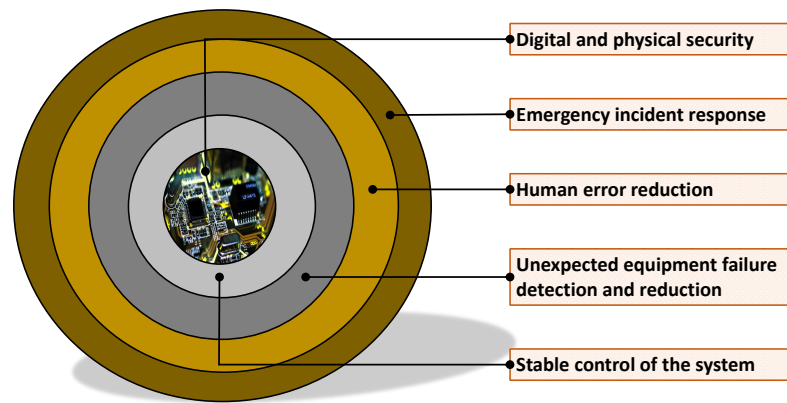 Digital and physical security
Emergency incident response
Human error reduction
Unexpected equipment failure
detection and reduction
Stable control of the system